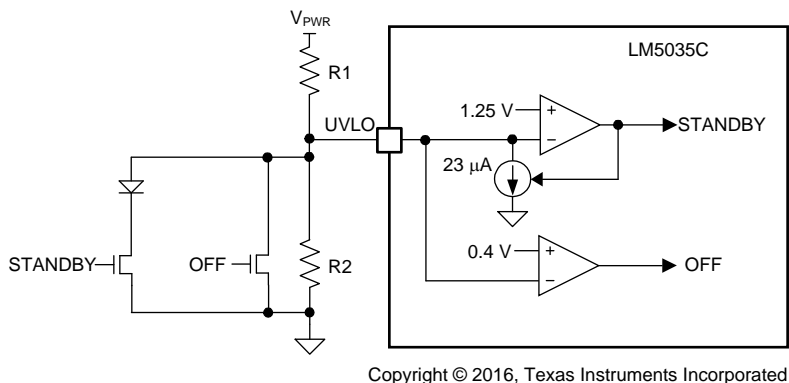 VPWR
LM5035C
R1
1.25 V
+
UVLO
STANDBY
−
23 μA
STANDBY
OFF
R2
0.4 V
+
OFF
−
Copyright © 2016, Texas Instruments Incorporated